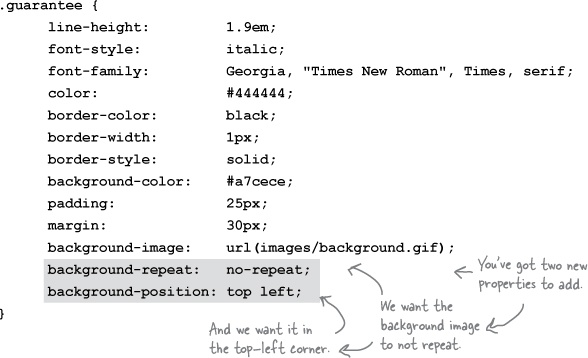 .guarantee {
line-height: 1.9em;
font-style: italic;
font-family: Georgia, "Times New Roman", Times, serif;
color: #444444;
border-color: black;
border-width: 1px;
border-style: solid;
background-color: #a7cece;
padding: 25px;
margin: 30px;
background-image: url(images/background.gif);
background-repeat: no-repeat;
background-position: top left;
}
You've got two new
properties to add.
We want the
background image
to not repeat.
And we want it in
the top-left corner.